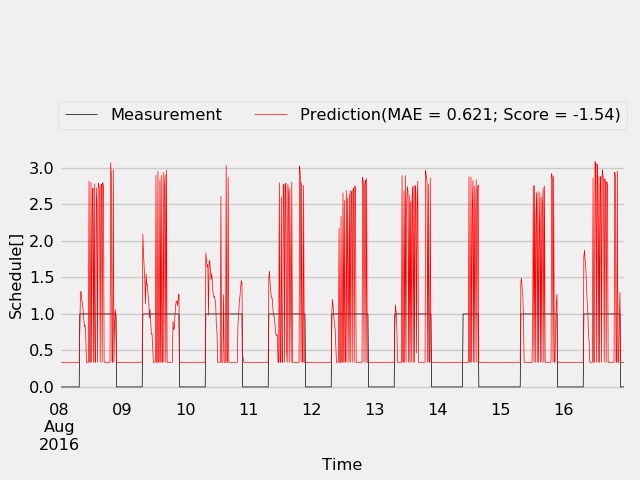 Measurement
Prediction(MAE = 0.621; Score = -1.54)
3.0
2.5
2.0
1.5
1.0
0.5
0.0
Schedule[]
08 09 10 11 12 13 14 15 16
Aug
2016
Time